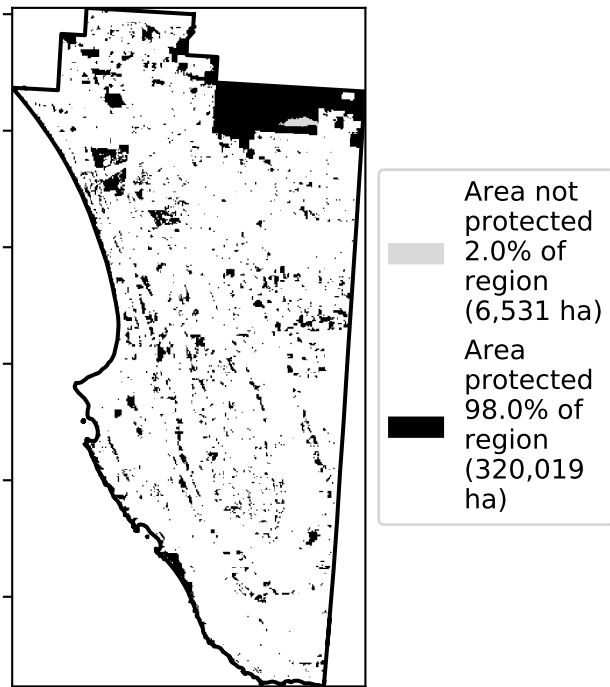 Area not
protected
2.0% of
region
(6,531 ha)
Area
protected
98.0% of
region
(320,019
ha)